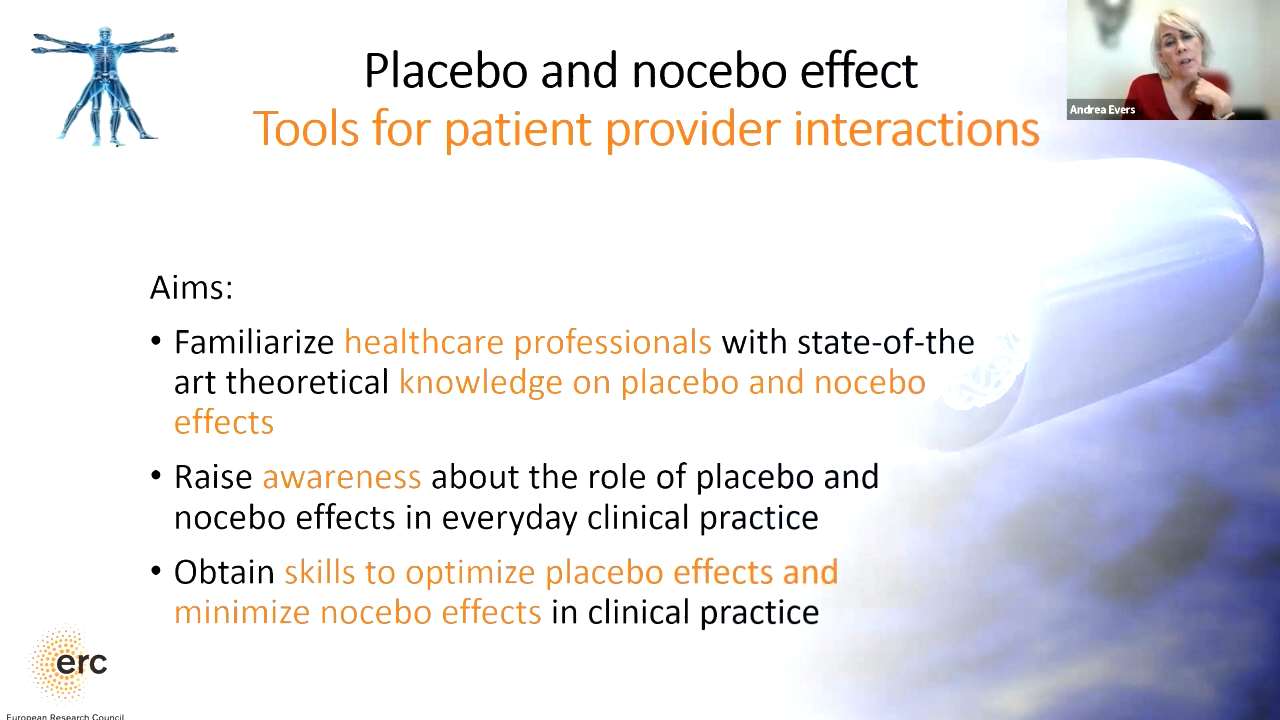 Placebo and nocebo effect
Tools for patient provider interactions
Andrea Evers
Aims:
• Familiarize healthcare professionals with state-of-the
art theoretical knowledge on placebo and nocebo
effects
• Raise awareness about the role of placebo and
nocebo effects in everyday clinical practice
• Obtain skills to optimize placebo effects and
minimize nocebo effects in clinical practice
erc
European Research Council